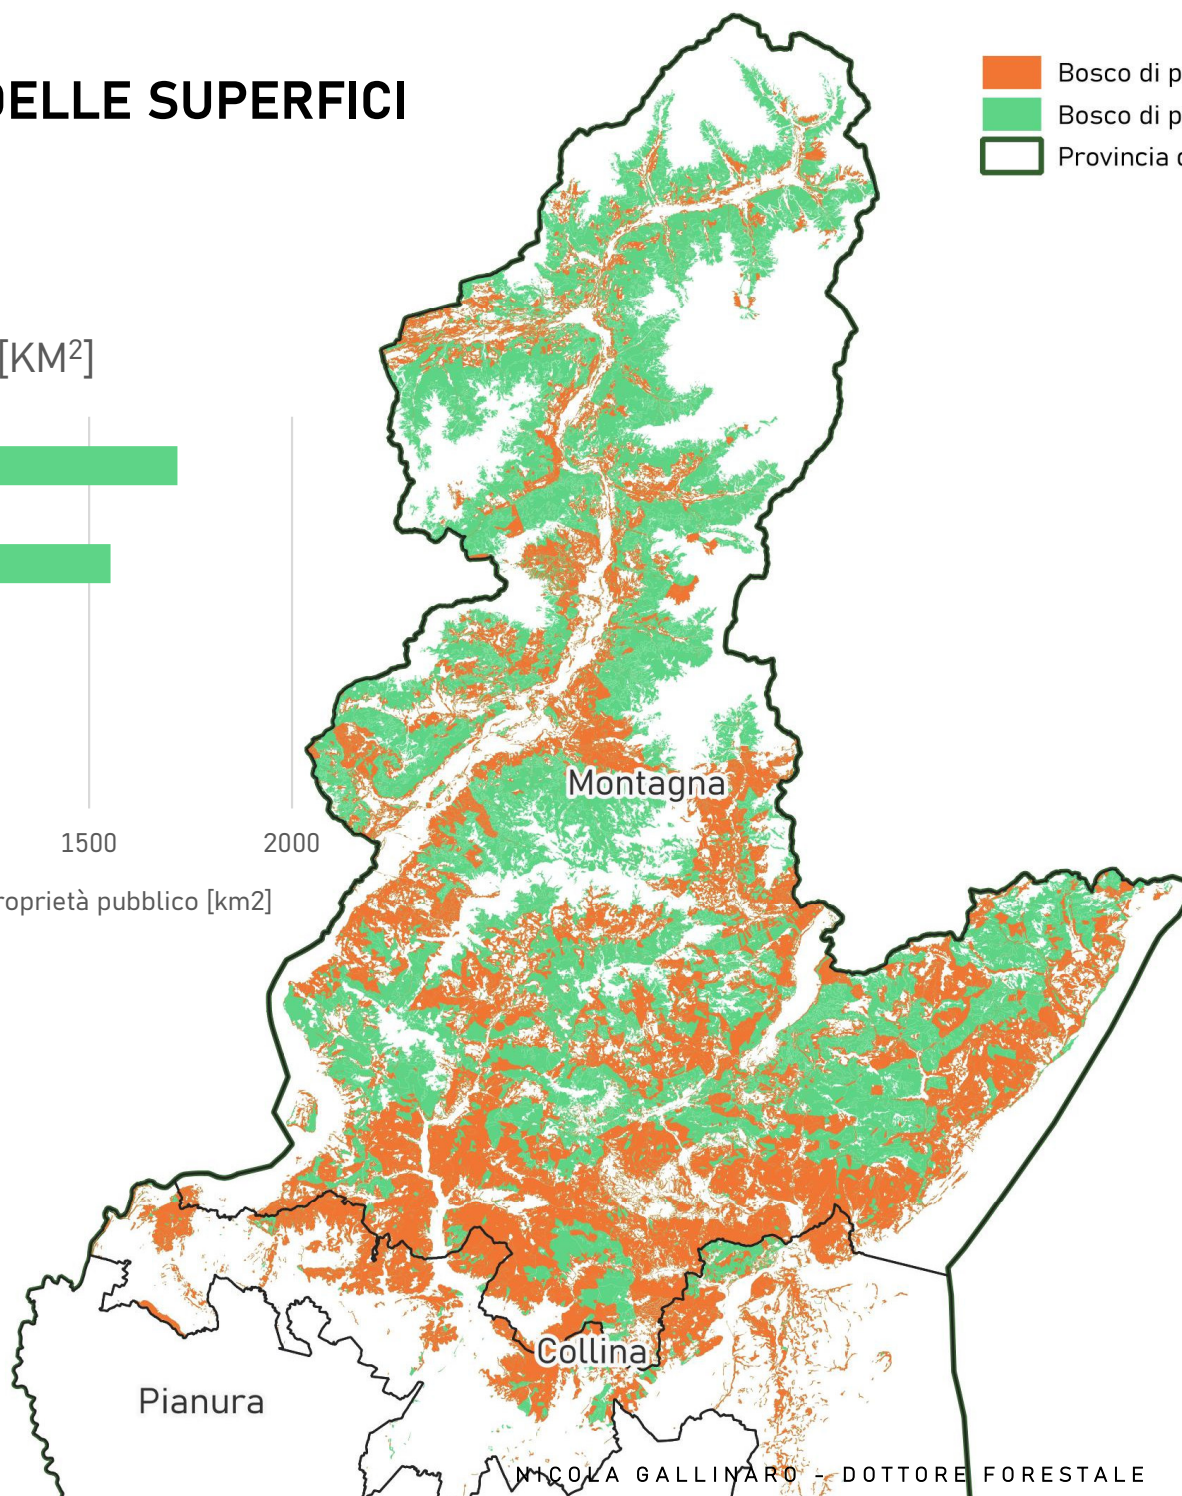 DELLE SUPERFICI
Bosco di p
Bosco di p
Provincia d
[KM²]
1500
2000
roprietà pubblico [km2]
Montagna
Collina
Pianura
NICOLA GALLINARO - DOTTORE FORESTALE